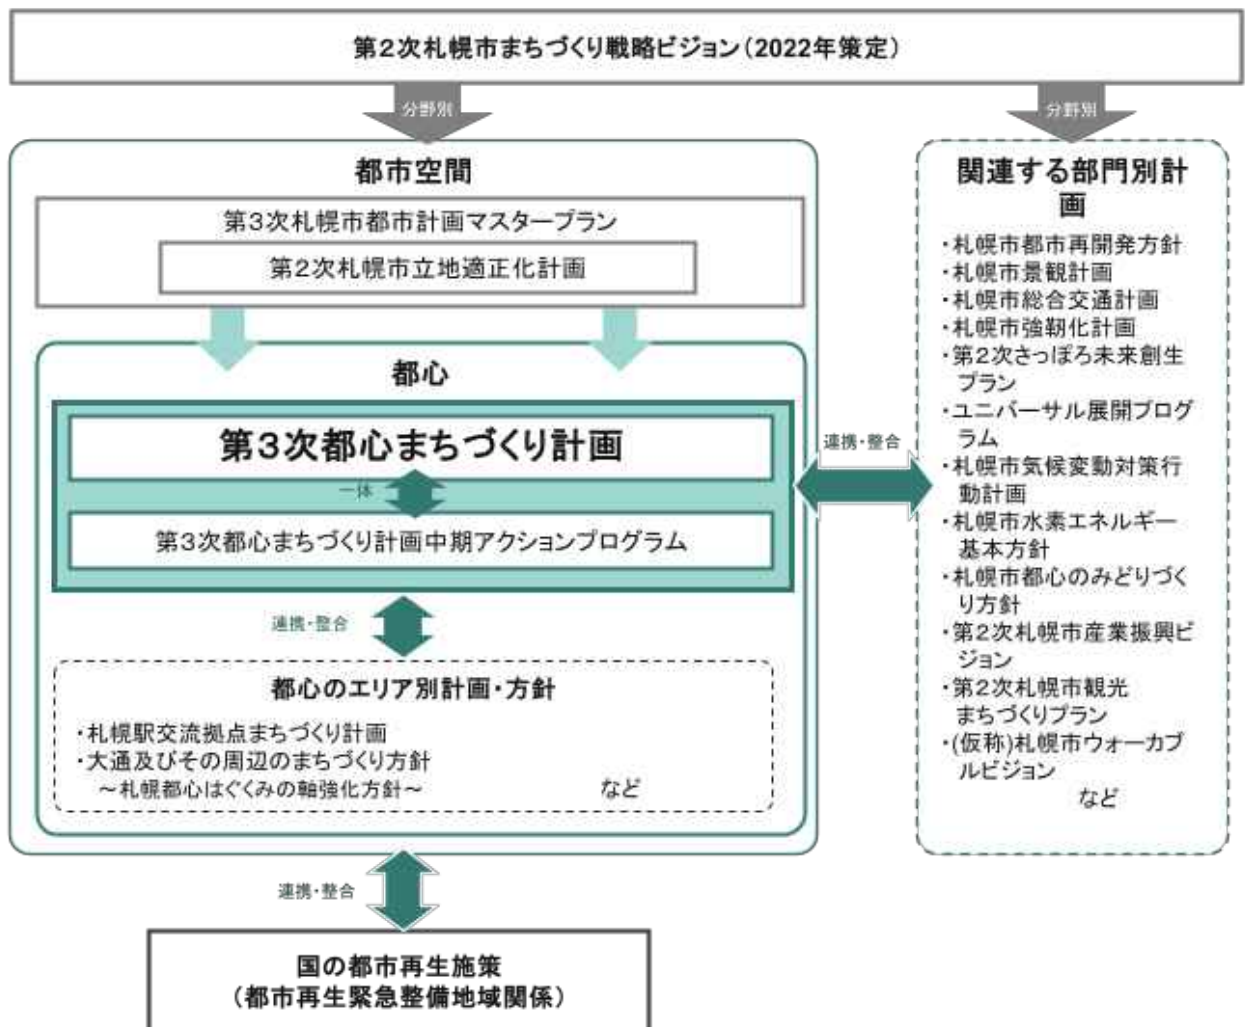 第2次札幌市まちづくり戦略ビジョン(2022年策定)
分野別
分野別
都市空間
第3次札幌市都市計画マスタープラン
第2次札幌市立地適正化計画
都心
第3次都心まちづくり計画
一体
第3次都心まちづくり計画中期アクションプログラム
連携・整合
都心のエリア別計画・方針
・札幌駅交流拠点まちづくり計画
・大通及びその周辺のまちづくり方針
～札幌都心はぐくみの軸強化方針～
など
連携・整合
関連する部門別計
画
・札幌市都市再開発方針
・札幌市景観計画
・札幌市総合交通計画
・札幌市強靭化計画
・第2次さっぽろ未来創生
プラン
・ユニバーサル展開プログ
ラム
・札幌市気候変動対策行
動計画
・札幌市水素エネルギー
基本方針
・札幌市都心のみどりづく
り方針
・第2次札幌市産業振興ビ
ジョン
・第2次札幌市観光
まちづくりプラン
・(仮称)札幌市ウォーカブ
ルビジョン
など
連携・整合
国の都市再生施策
(都市再生緊急整備地域関係)